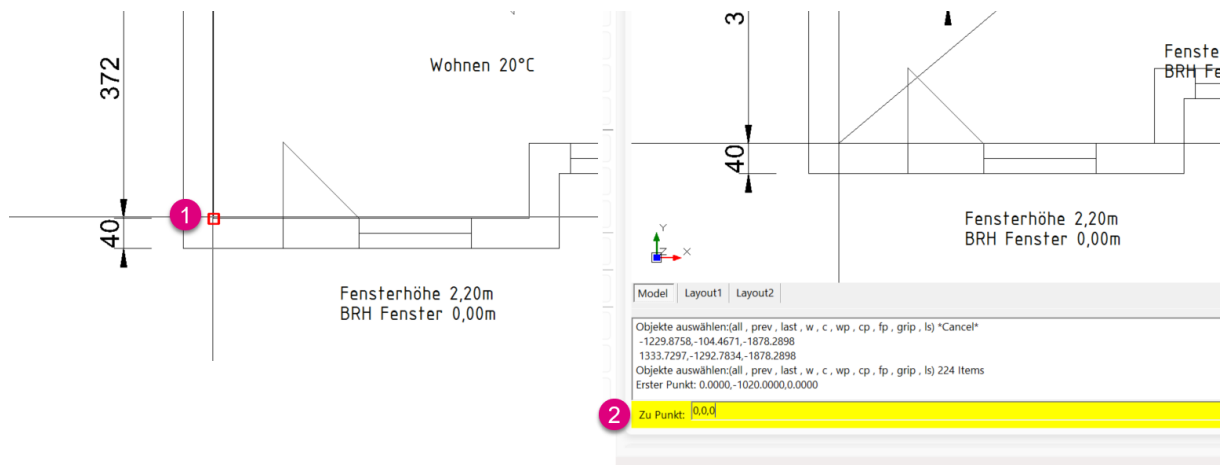 372
Wohnen 20°C
1
40
Fensterhöhe 2,20m
BRH Fenster 0,00m
3
Fenste
BRH Fe
40
Fensterhöhe 2,20m
BRH Fenster 0,00m
Y
Z
X
Model Layout1 Layout2
Objekte auswählen:(all , prev , last , w , c , wp , cp , fp , grip , ls) *Cancel*
-1229.8758,-104.4671,-1878.2898
1333.7297,-1292.7834,-1878.2898
Objekte auswählen:(all , prev , last , w , c , wp , cp , fp , grip , ls) 224 Items
Erster Punkt: 0.0000,-1020.0000,0.0000
2
Zu Punkt: 0,0,0